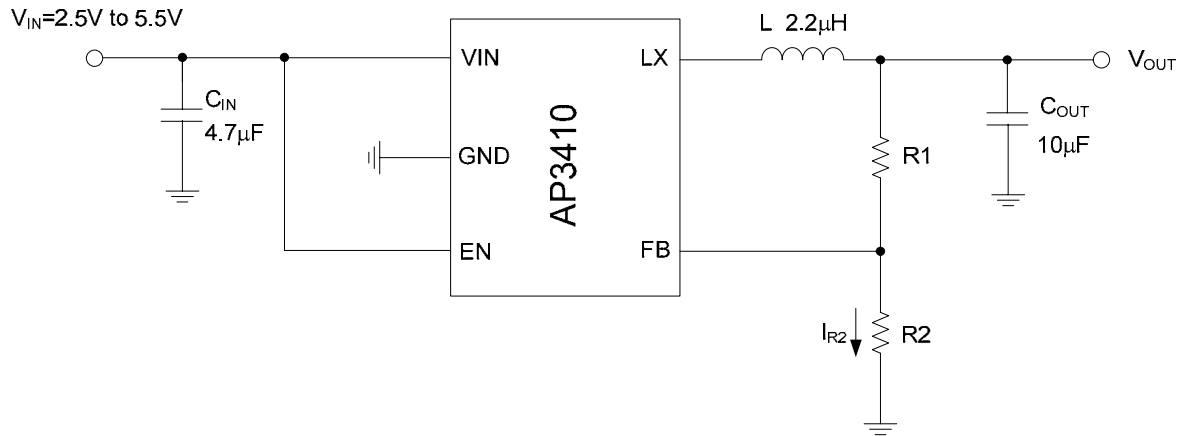 VIN=2.5V to 5.5V
CIN
4.7μF
VIN
GND
EN
AP3410
LX
FB
L 2.2μH
R1
IR2
R2
COUT
10μF
VOUT